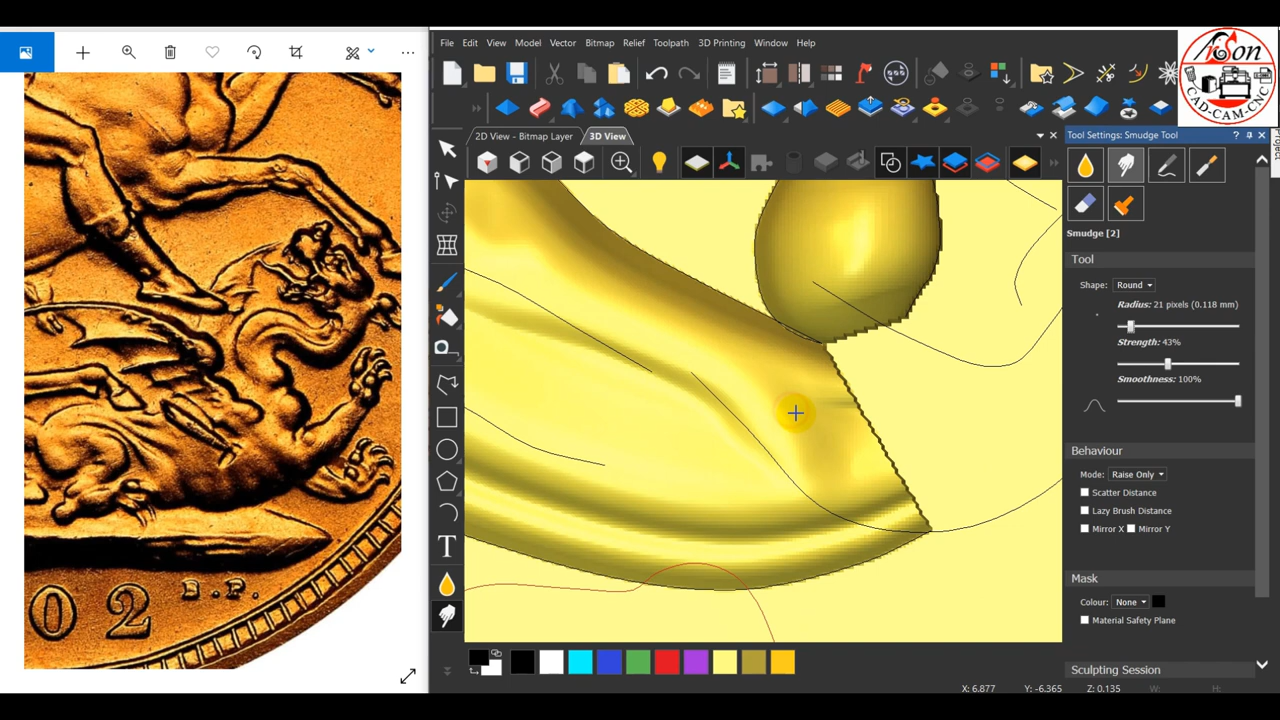 File Edit View Model Vector Bitmap Relief Toolpath 3D Printing Window Help
2D View - Bitmap Layer 3D View
Tool Settings: Smudge Tool
Project
Smudge [2]
Tool
Shape: Round
Radius: 21 pixels (0.118 mm)
Strength: 43%
Smoothness: 100%
Behaviour
Mode: Raise Only
Scatter Distance
Lazy Brush Distance
Mirror X Mirror Y
Mask
Colour: None
Material Safety Plane
Sculpting Session
X: 6.877 Y: -6.365 Z: 0.135 W: H:
T
02 B.P.
CAD-CAM-CNC